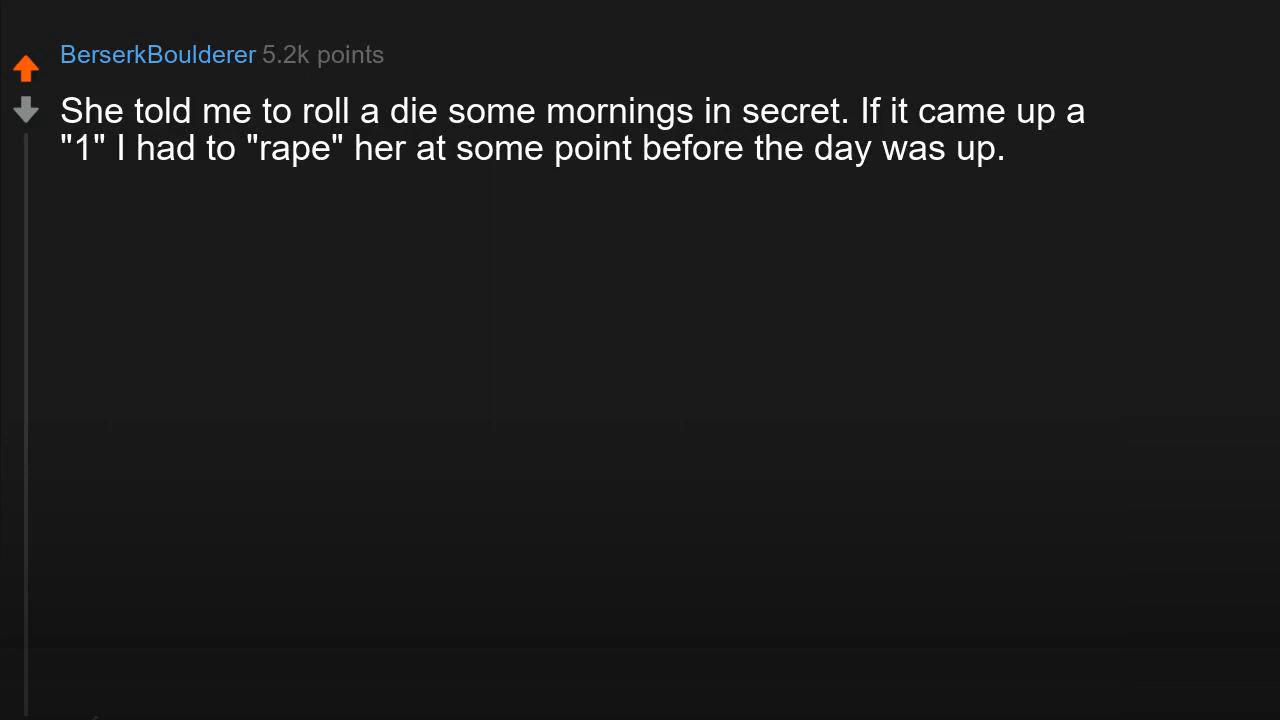 BerserkBoulderer 5.2k points
She told me to roll a die some mornings in secret. If it came up a
"1" I had to "rape" her at some point before the day was up.